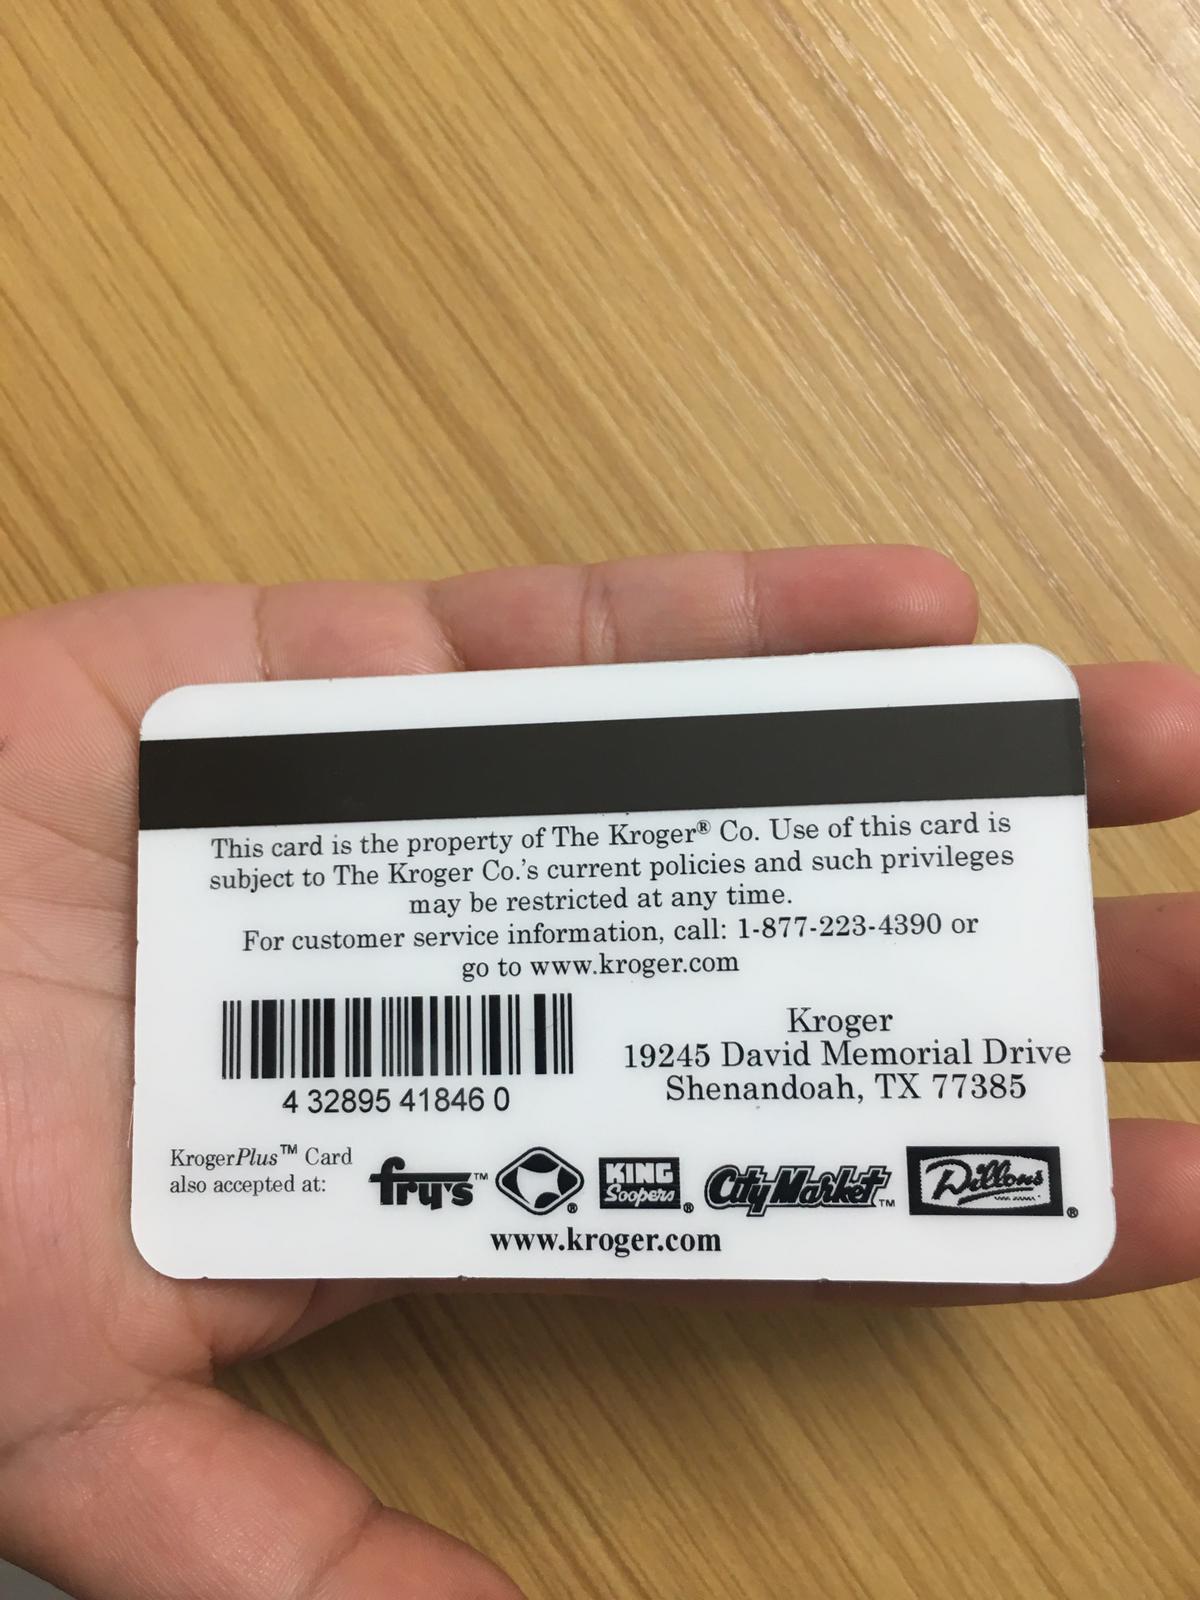 This card is the property of The Kroger® Co. Use of this card is
subject to The Kroger Co.'s current policies and such privileges
may be restricted at any time.
For customer service information, call: 1-877-223-4390 or
go to www.kroger.com
4 32895 41846 0
Kroger
19245 David Memorial Drive
Shenandoah, TX 77385
KrogerPlus™ Card
also accepted at:
fry's™ ® KING Soopers® City Market™ Dillons®
www.kroger.com